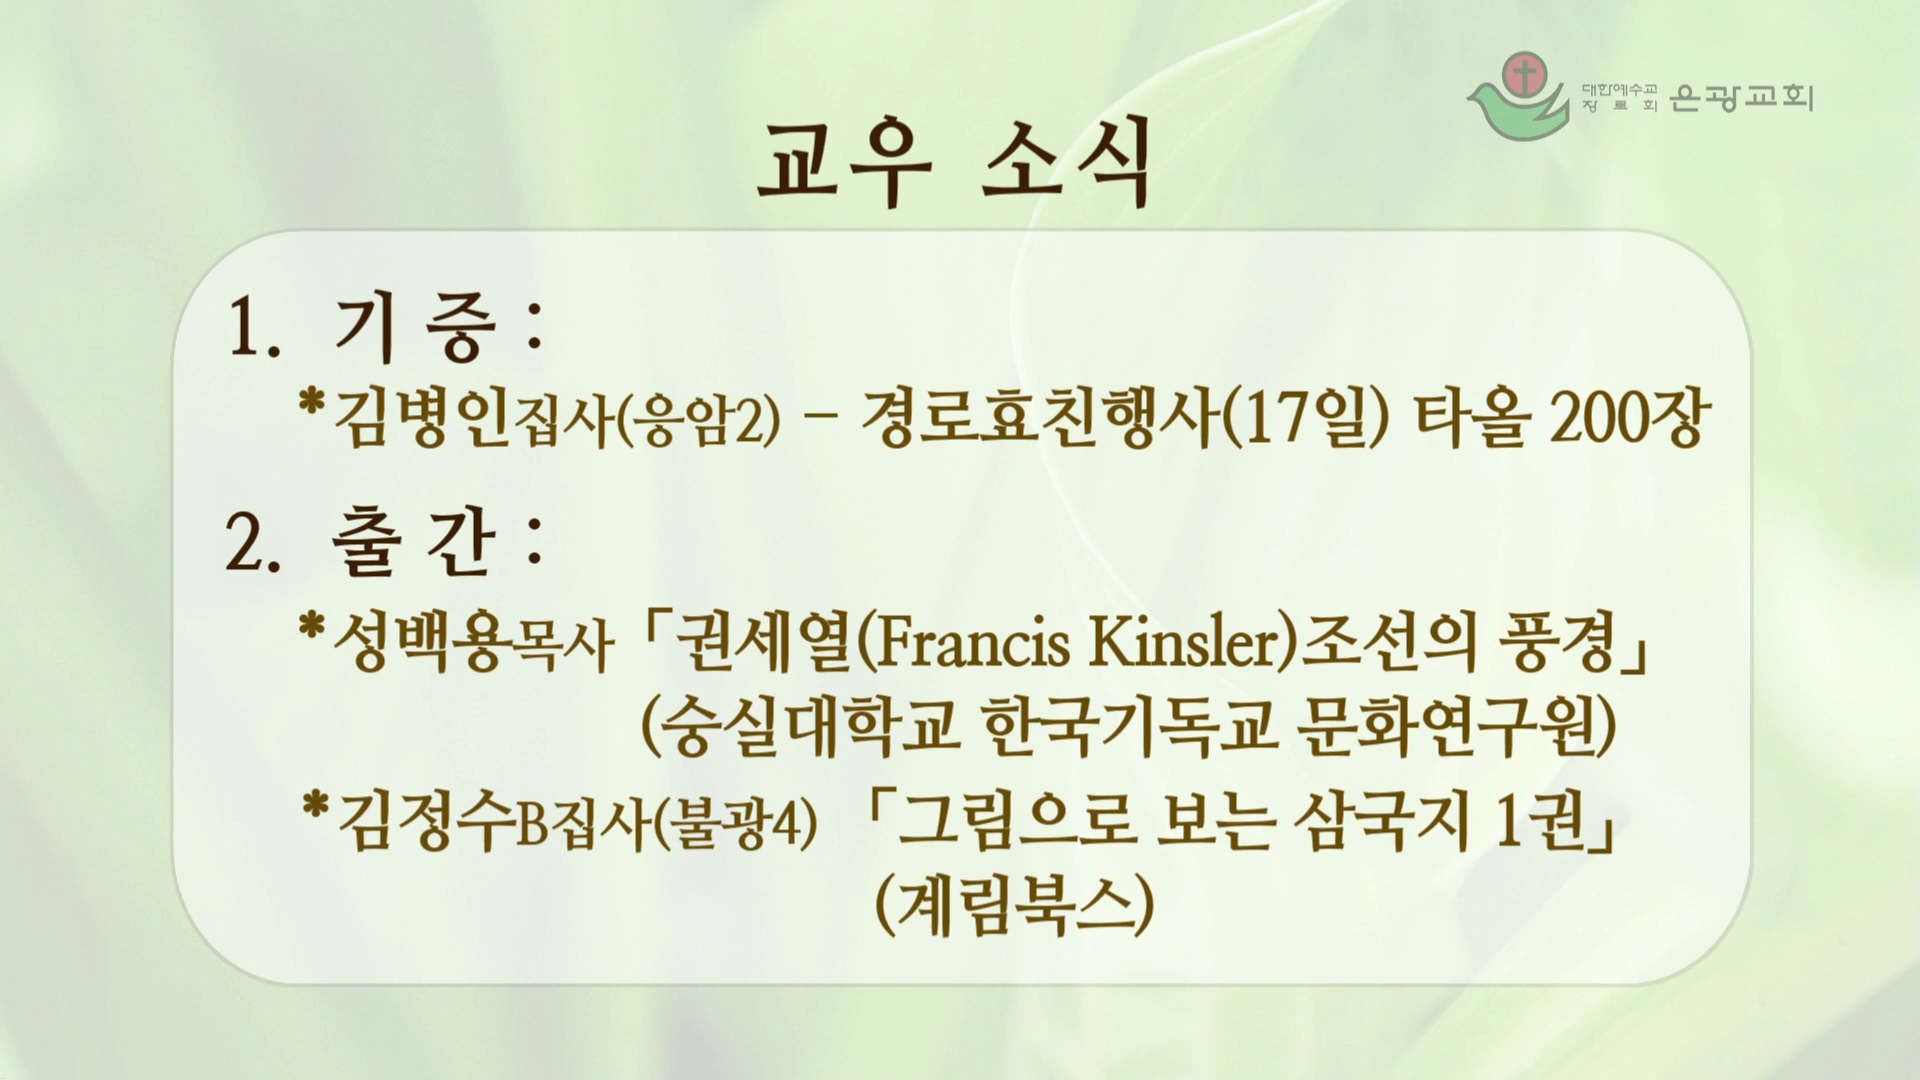 대한예수교
장로회 은광교회
교우 소식
1. 기 증 :
*김병인집사(응암2) - 경로효친행사(17일) 타올 200장
2. 출 간 :
*성백용목사「권세열(Francis Kinsler)조선의 풍경」
(숭실대학교 한국기독교 문화연구원)
*김정수B집사(불광4) 「그림으로 보는 삼국지 1권」
(계림북스)